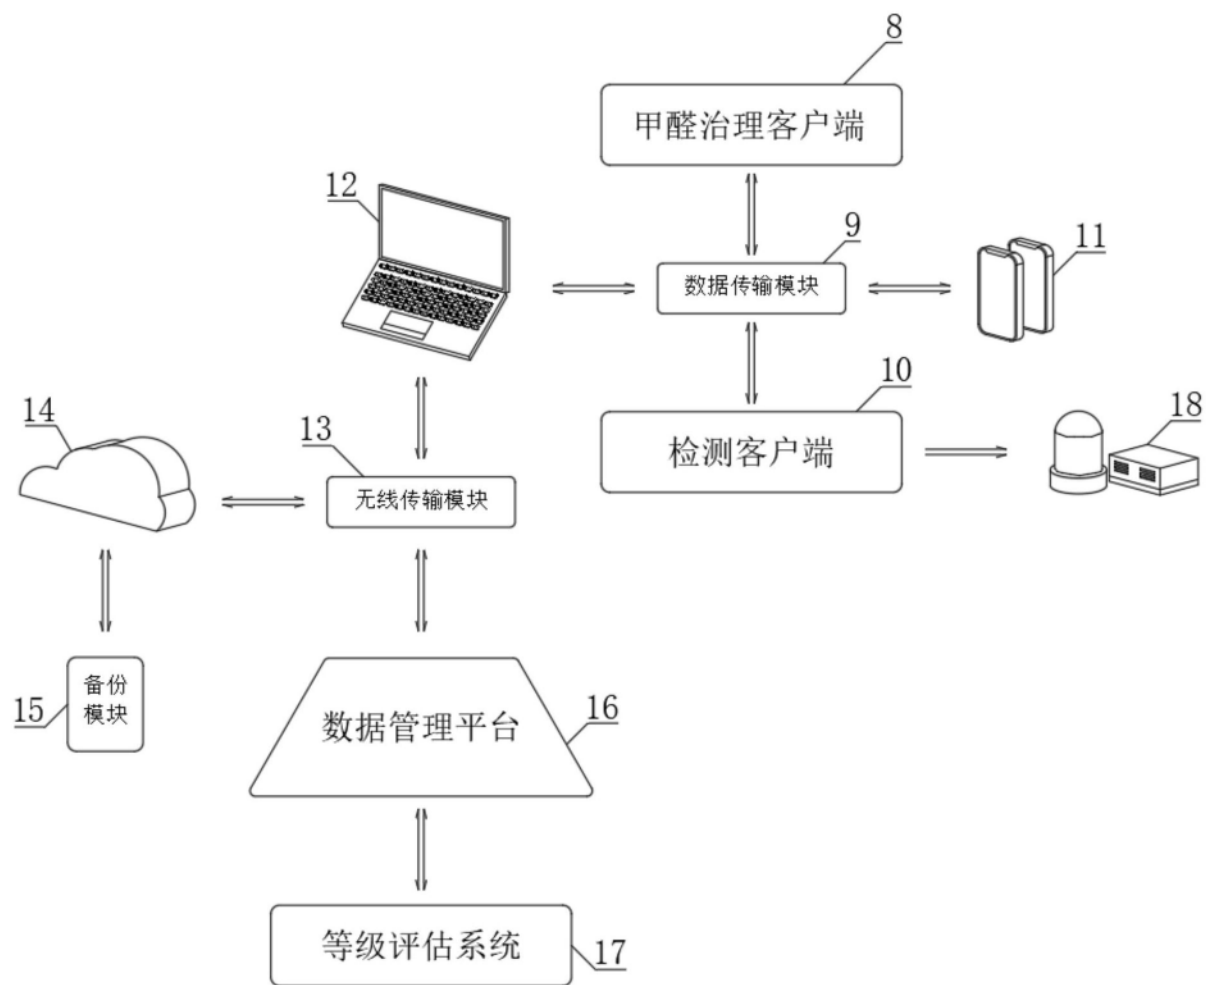 8
甲醛治理客户端
12
9
11
数据传输模块
10
14
13
18
检测客户端
无线传输模块
备份
模块
15
16
数据管理平台
等级评估系统
17